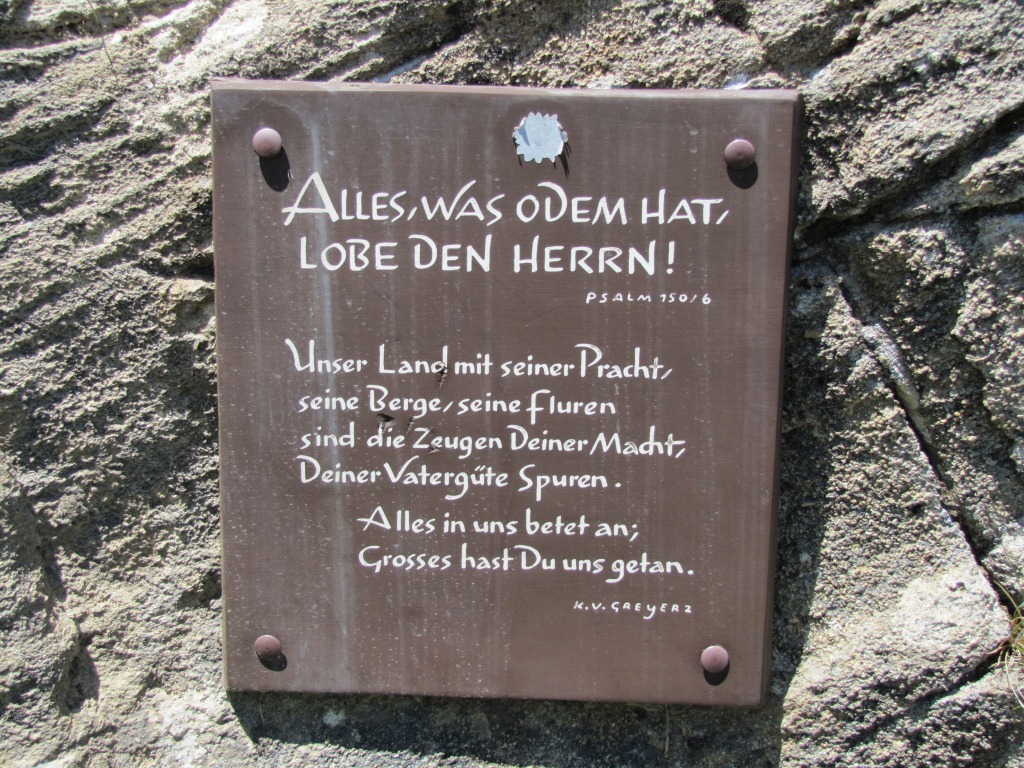 ALLES, WAS ODEM HAT,
LOBE DEN HERRN!
PSALM 150/6
Unser Land mit seiner Pracht,
seine Berge, seine Fluren
sind die Zeugen Deiner Macht,
Deiner Vatergüte Spuren.
Alles in uns betet an;
Grosses hast Du uns getan.
K.V. GREYERZ